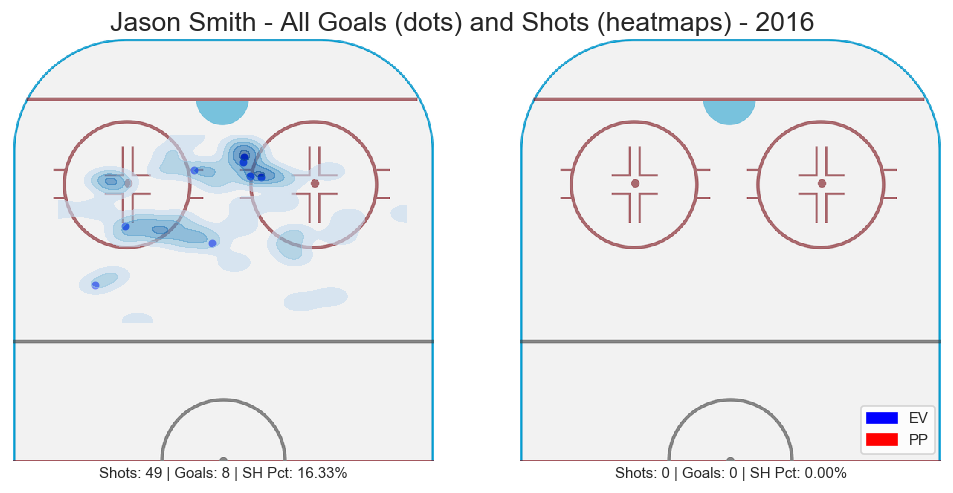 Jason Smith - All Goals (dots) and Shots (heatmaps) - 2016
EV
PP
Shots: 49 | Goals: 8 | SH Pct: 16.33%
Shots: 0 | Goals: 0 | SH Pct: 0.00%